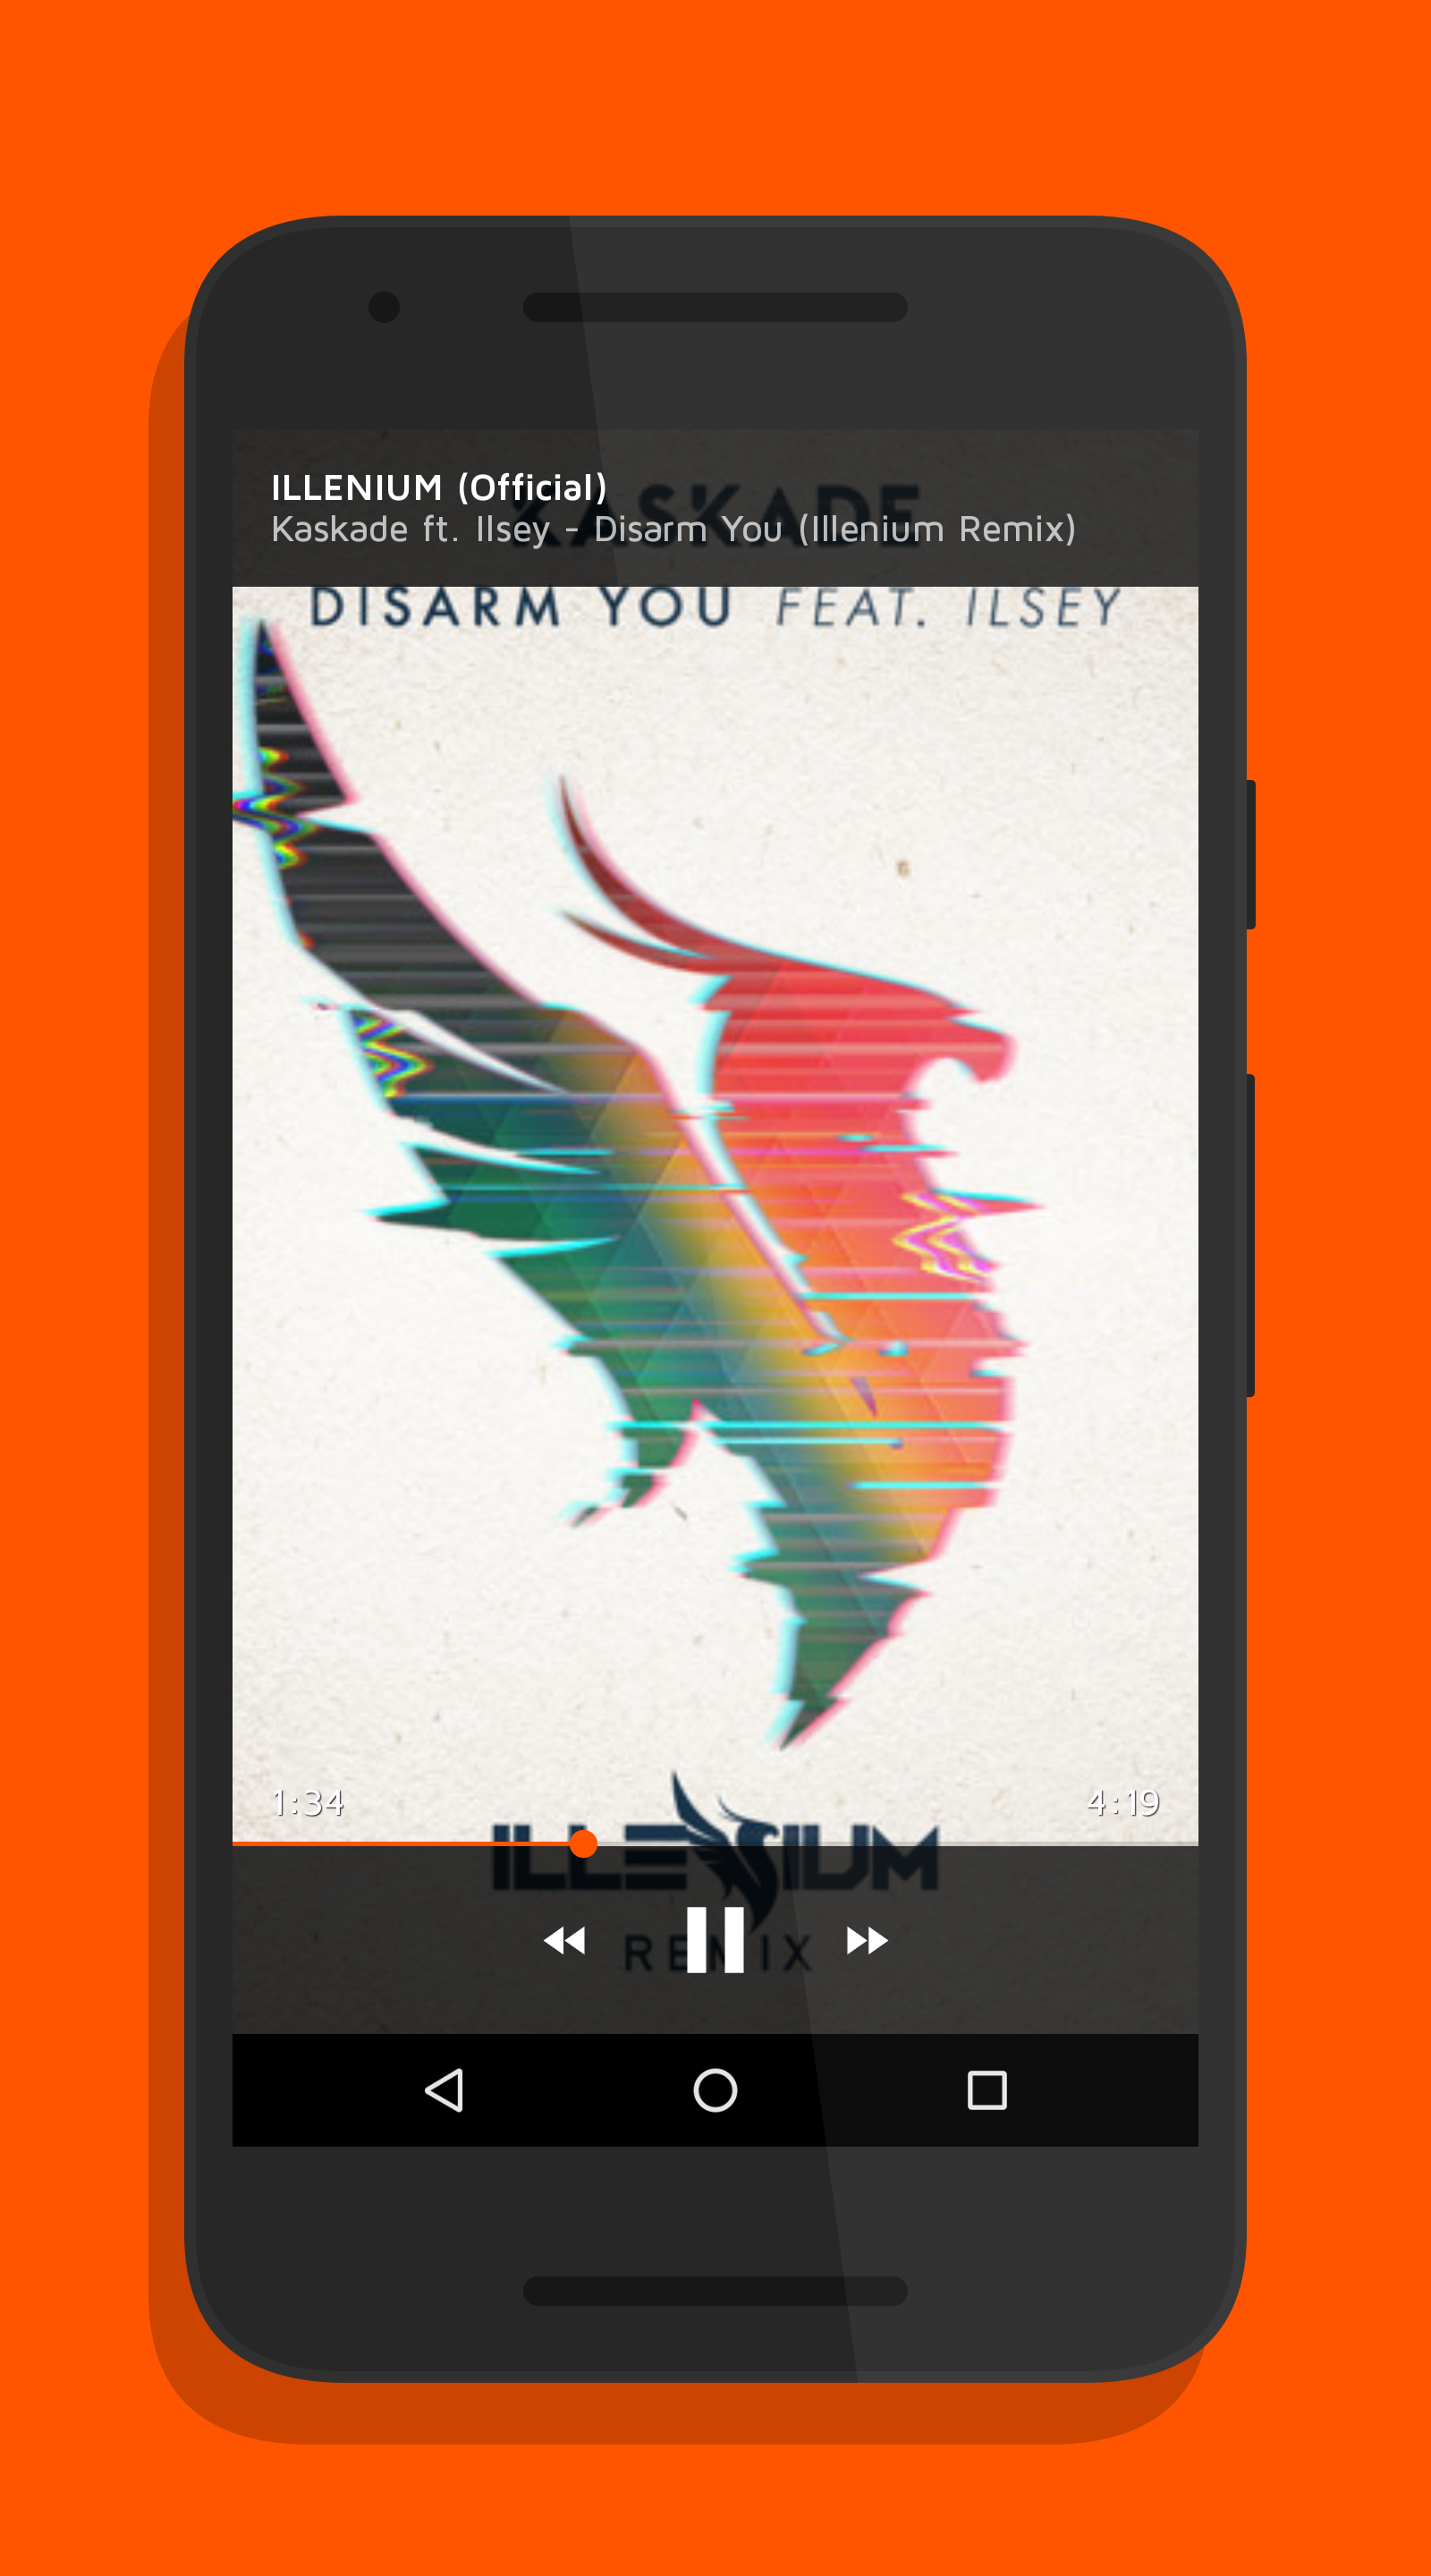 ILLENIUM (Official)
KASKADE
Kaskade ft. Ilsey - Disarm You (Illenium Remix)
DISARM YOU FEAT. ILSEY
1:34
4:19
ILLENIUM
REMIX